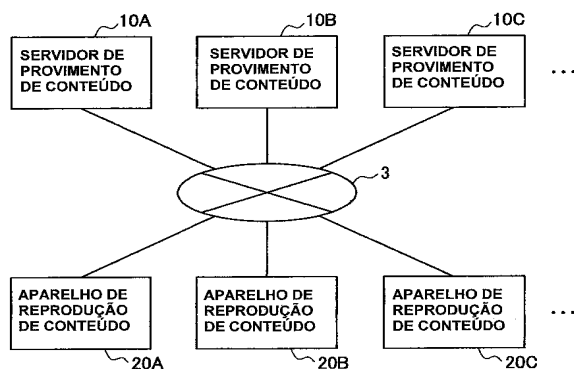 10A
10B
10C
SERVIDOR DE
PROVIMENTO
DE CONTEÚDO
SERVIDOR DE
PROVIMENTO
DE CONTEÚDO
SERVIDOR DE
PROVIMENTO
DE CONTEÚDO
...
3
APARELHO DE
REPRODUÇÃO
DE CONTEÚDO
APARELHO DE
REPRODUÇÃO
DE CONTEÚDO
APARELHO DE
REPRODUÇÃO
DE CONTEÚDO
...
20A
20B
20C